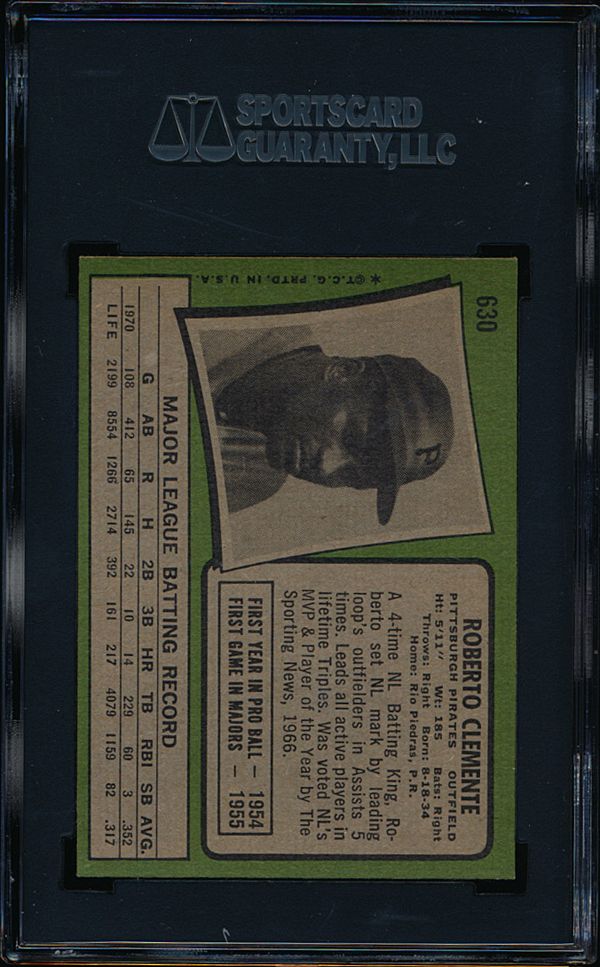 SPORTSCARD
GUARANTY, LLC
630
* ©T.C.G. PRTD. IN U.S.A.
P
ROBERTO CLEMENTE
PITTSBURGH PIRATES OUTFIELD
Ht: 5'11" Wt: 185 Bats: Right
Throws: Right Born: 8-18-34
Home: Rio Piedras, P.R.
A 4-time NL Batting King, Ro-
berto set NL mark by leading
loop's outfielders in Assists 5
times. Leads all active players in
lifetime Triples. Was voted NL's
MVP & Player of the Year by The
Sporting News, 1966.
FIRST YEAR IN PRO BALL — 1954
FIRST GAME IN MAJORS — 1955
MAJOR LEAGUE BATTING RECORD
G AB R H 2B 3B HR TB RBI SB AVG.
1970 108 412 65 145 22 10 14 229 60 3 .352
LIFE 2199 8554 1266 2714 392 161 217 4079 1159 82 .317